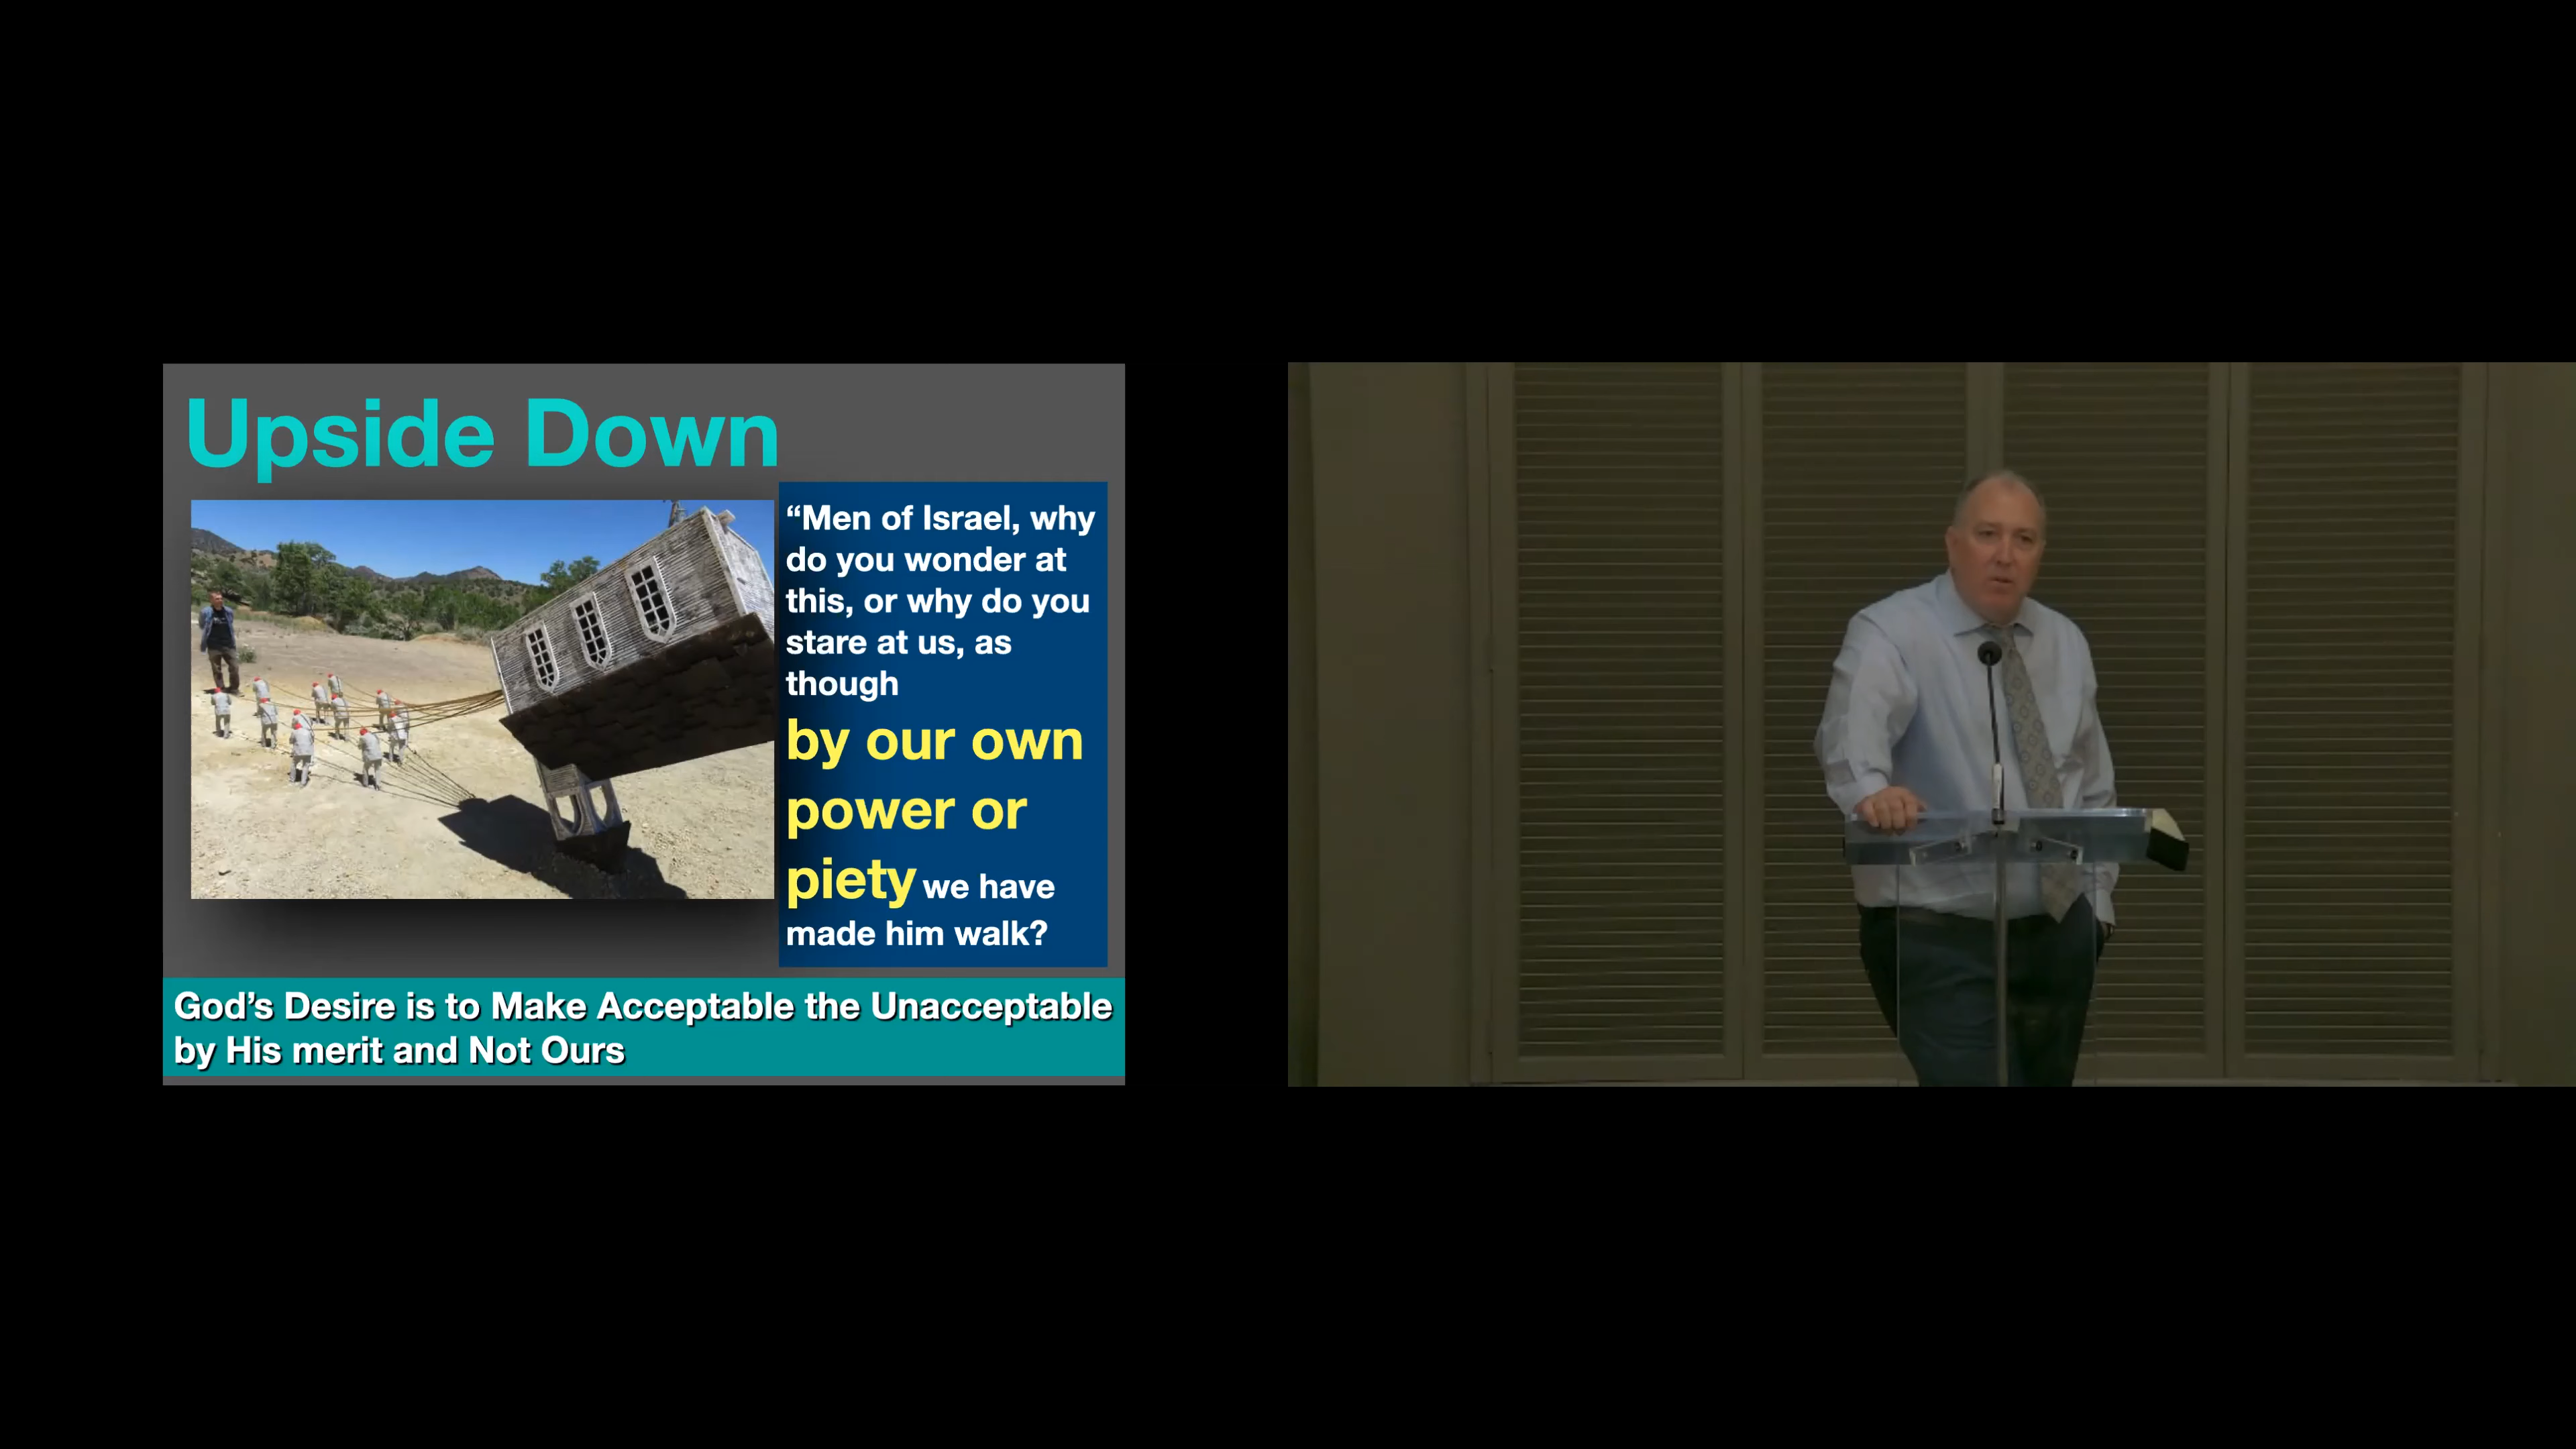 Upside Down
“Men of Israel, why
do you wonder at
this, or why do you
stare at us, as
though
by our own
power or
piety we have
made him walk?
God’s Desire is to Make Acceptable the Unacceptable
by His merit and Not Ours